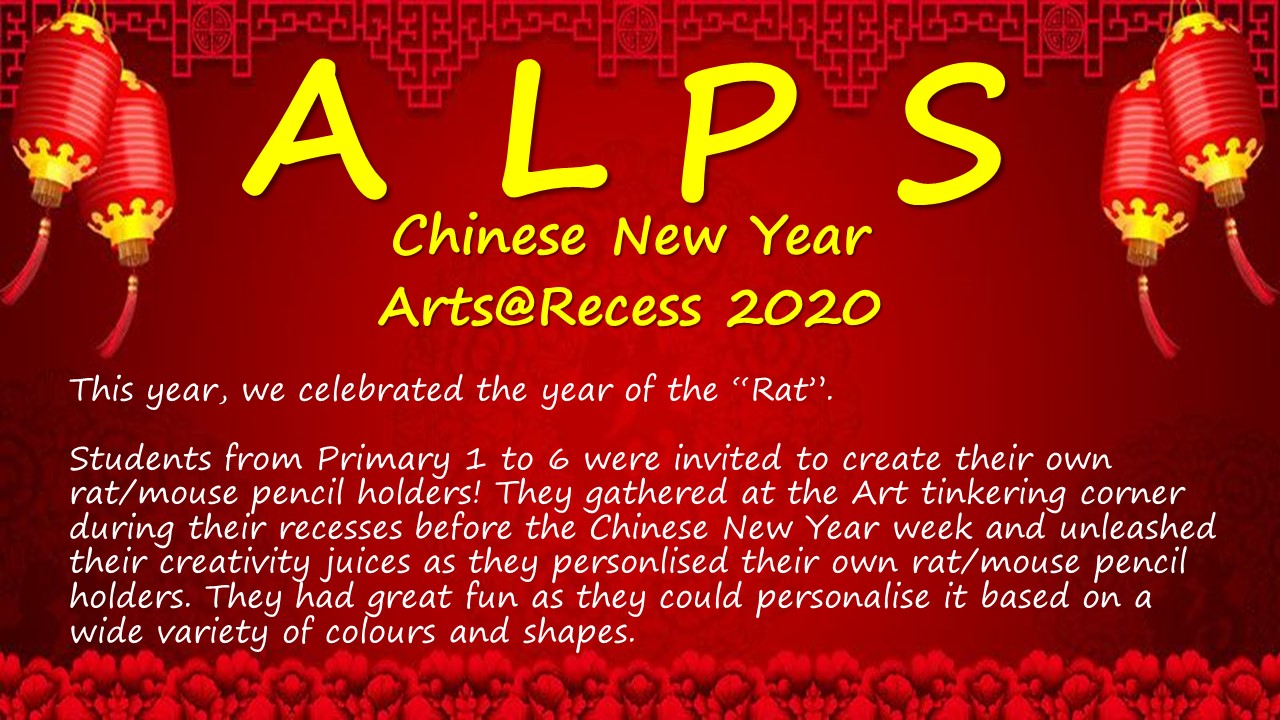 A L P S
Chinese New Year
Arts@Recess 2020
This year, we celebrated the year of the “Rat”.
Students from Primary 1 to 6 were invited to create their own
rat/mouse pencil holders! They gathered at the Art tinkering corner
during their recesses before the Chinese New Year week and unleashed
their creativity juices as they personlised their own rat/mouse pencil
holders. They had great fun as they could personalise it based on a
wide variety of colours and shapes.